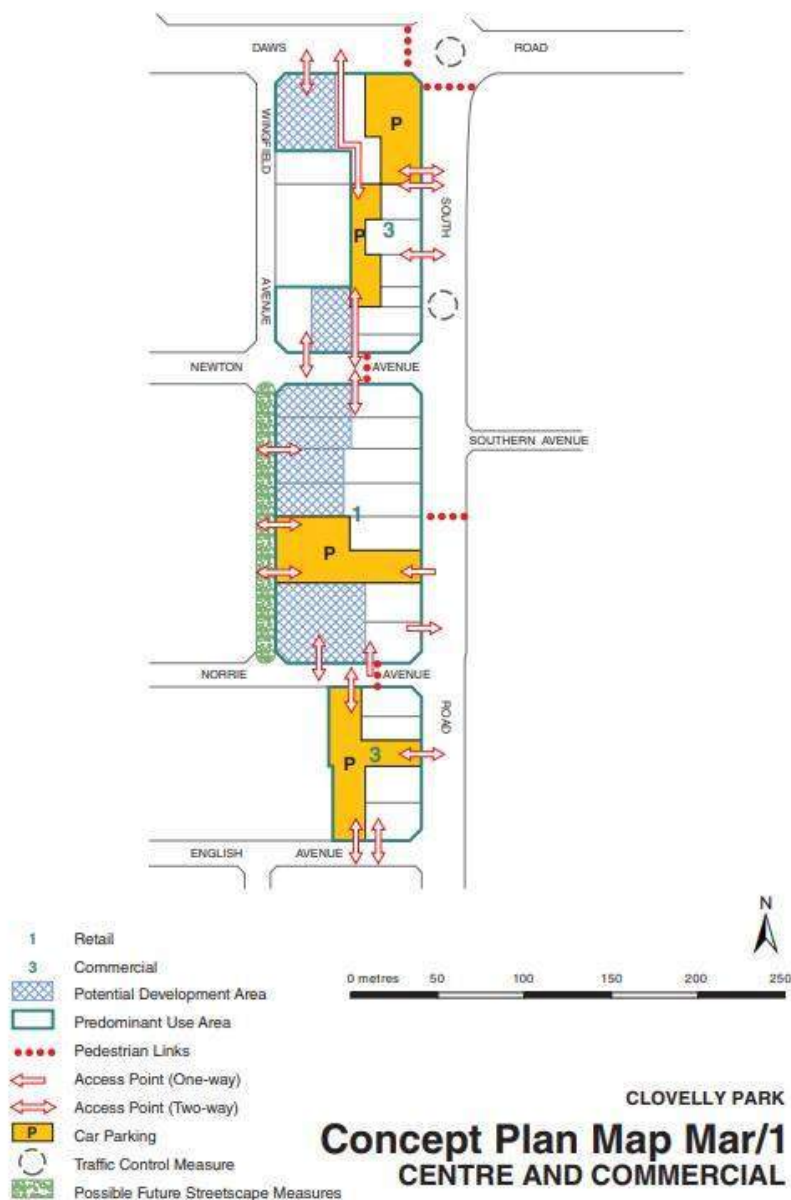 DAWS ROAD
WINGFIELD
P
SOUTH
P 3
AVENUE
NEWTON AVENUE
SOUTHERN AVENUE
1
P
NORRIE AVENUE
ROAD
3
P
ENGLISH AVENUE
N
1 Retail
3 Commercial
Potential Development Area
0 metres 50 100 150 200 250
Predominant Use Area
Pedestrian Links
Access Point (One-way)
Access Point (Two-way)
P Car Parking
Traffic Control Measure
Possible Future Streetscape Measures
CLOVELLY PARK
Concept Plan Map Mar/1
CENTRE AND COMMERCIAL